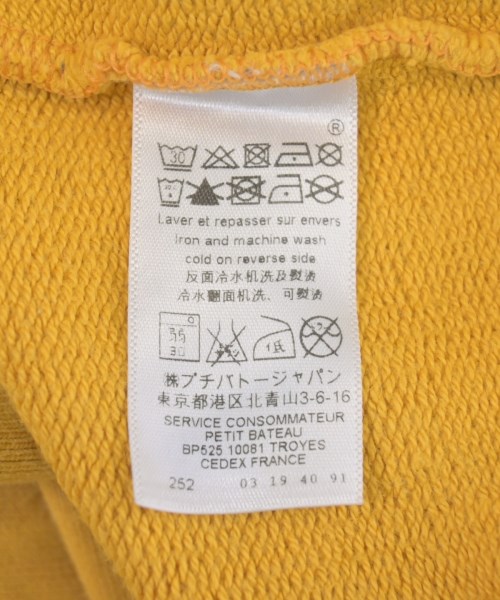 ®
30
Laver et repasser sur envers
Iron and machine wash
cold on reverse side
反面冷水机洗及熨烫
冷水翻面机洗、可熨烫
弱
30
㈱プチバトージャパン
東京都港区北青山3-6-16
SERVICE CONSOMMATEUR
PETIT BATEAU
BP525 10081 TROYES
CEDEX FRANCE
252 03 19 40 91